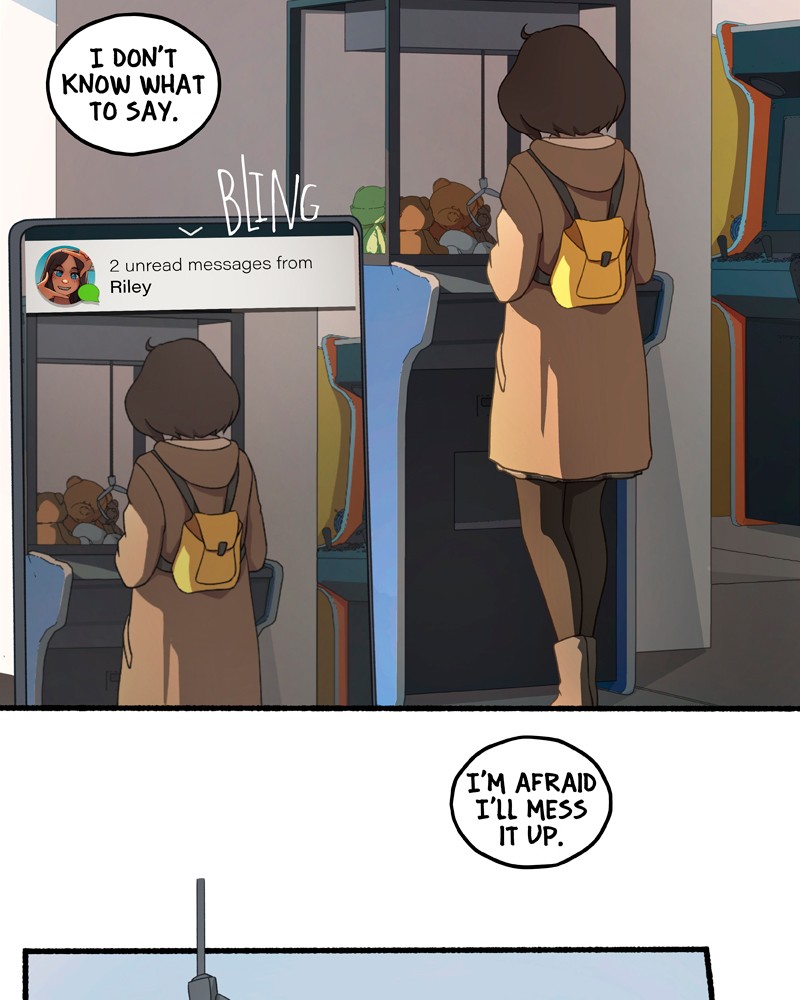 I DON'T
KNOW WHAT
TO SAY.
BLING
2 unread messages from
Riley
I'M AFRAID
I'LL MESS
IT UP.